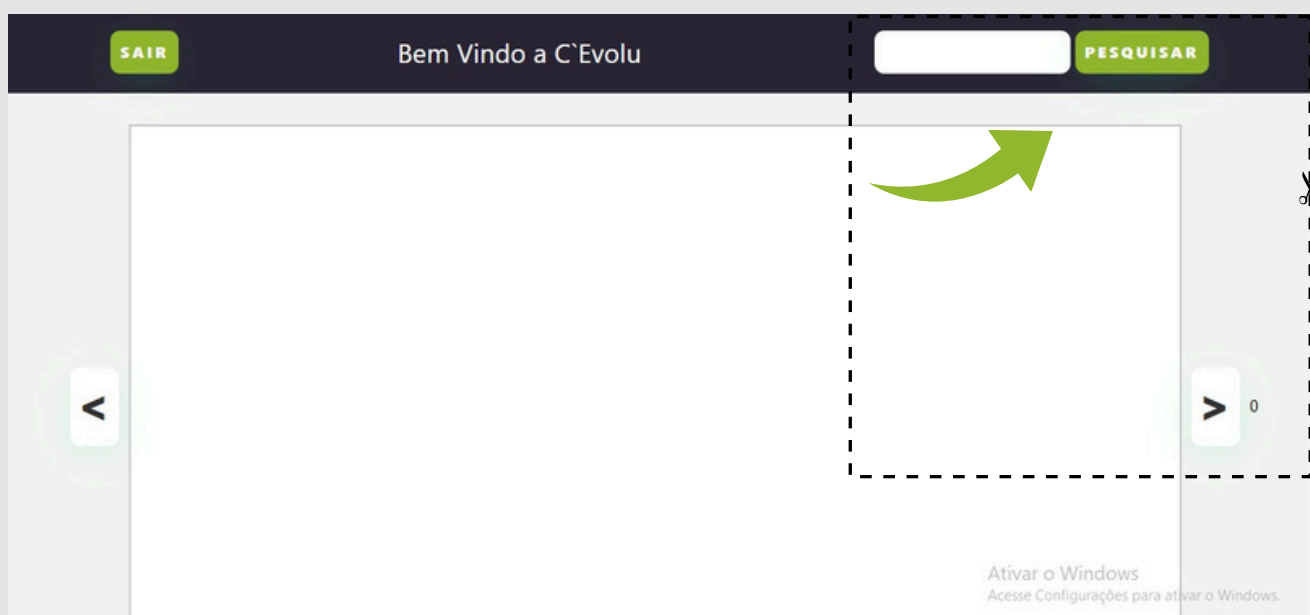 SAIR
Bem Vindo a C`Evolu
PESQUISAR
<
>
0
Ativar o Windows
Acesse Configurações para ativar o Windows.